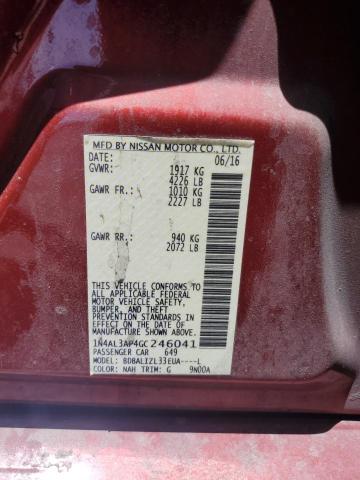 MFD BY NISSAN MOTOR CO., LTD.
DATE: 06/16
GVWR: 1917 KG
4226 LB
GAWR FR: 1010 KG
2227 LB
GAWR RR: 940 KG
2072 LB
THIS VEHICLE CONFORMS TO
ALL APPLICABLE FEDERAL
MOTOR VEHICLE SAFETY,
BUMPER, AND THEFT
PREVENTION STANDARDS
IN EFFECT ON THE DATE OF
MANUFACTURE SHOWN
ABOVE.
1N4AL3AP4GC246041
PASSENGER CAR 649
MODEL: BDBALIZL33EUA----L
COLOR: NAH TRIM: G 9N00A